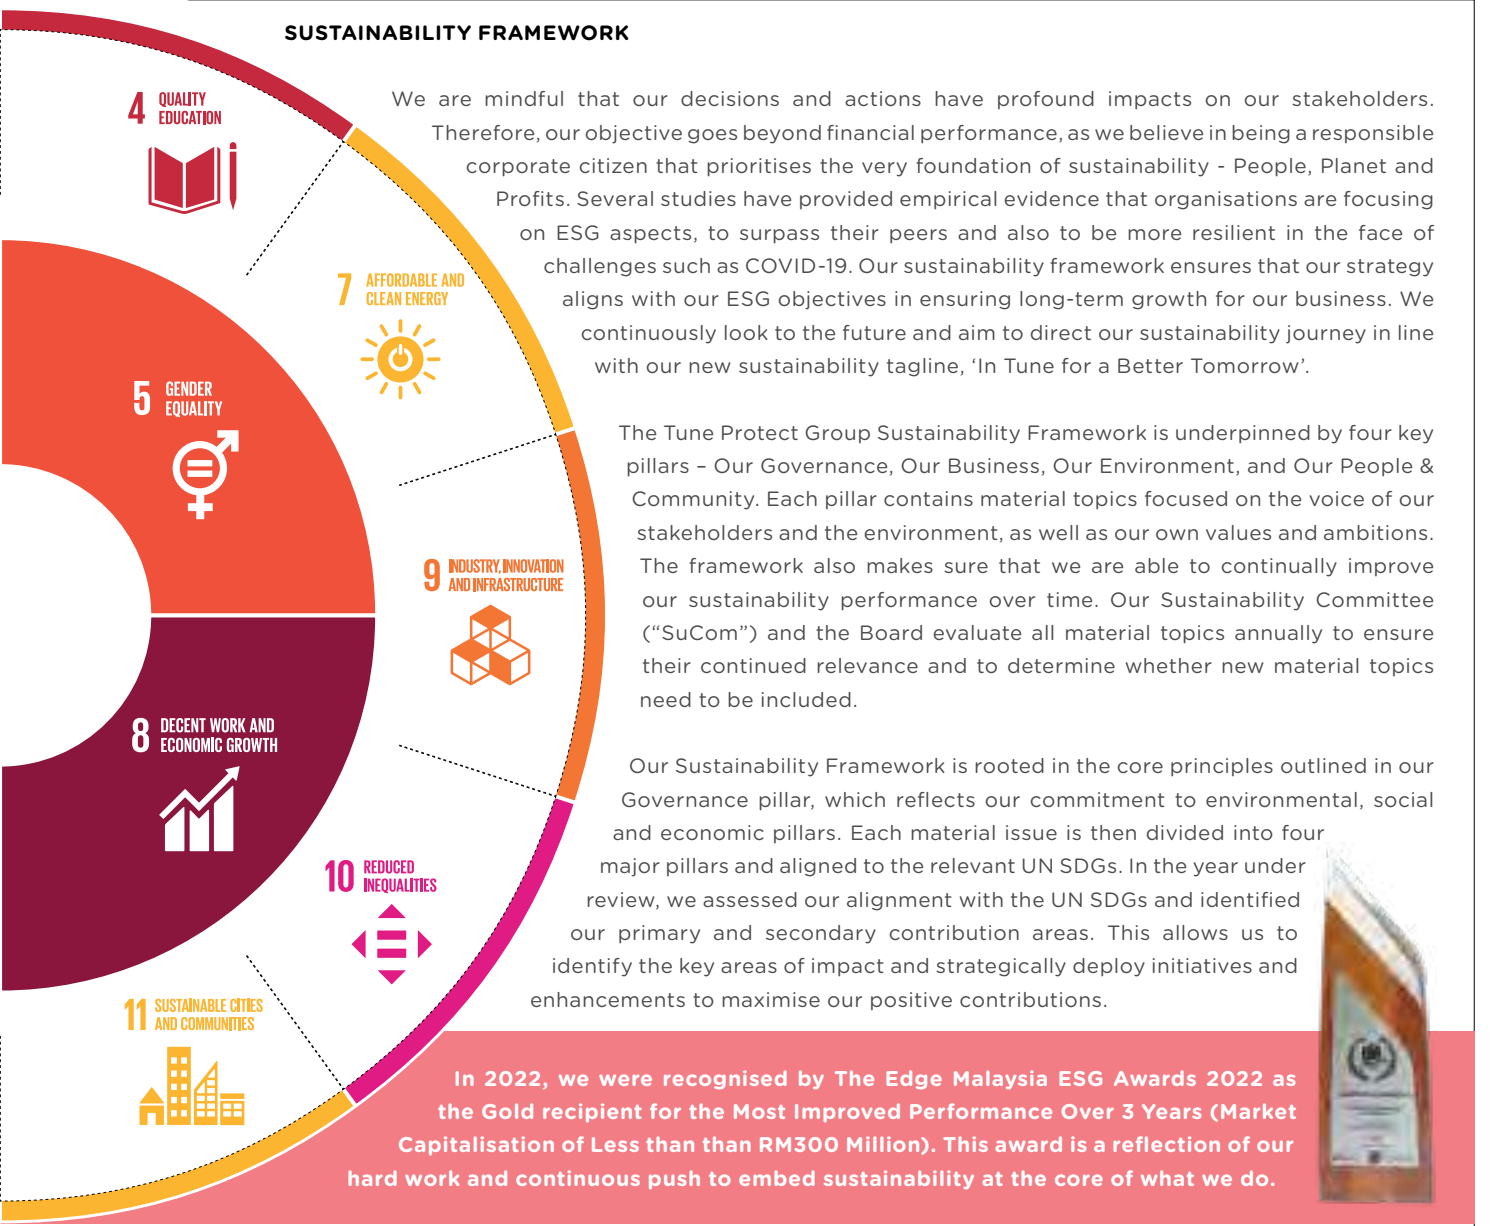 SUSTAINABILITY FRAMEWORK
4 QUALITY
EDUCATION
7 AFFORDABLE AND
CLEAN ENERGY
5 GENDER
EQUALITY
9 INDUSTRY, INNOVATION
AND INFRASTRUCTURE
8 DECENT WORK AND
ECONOMIC GROWTH
10 REDUCED
INEQUALITIES
11 SUSTAINABLE CITIES
AND COMMUNITIES
We are mindful that our decisions and actions have profound impacts on our stakeholders.
Therefore, our objective goes beyond financial performance, as we believe in being a responsible
corporate citizen that prioritises the very foundation of sustainability - People, Planet and
Profits. Several studies have provided empirical evidence that organisations are focusing
on ESG aspects, to surpass their peers and also to be more resilient in the face of
challenges such as COVID-19. Our sustainability framework ensures that our strategy
aligns with our ESG objectives in ensuring long-term growth for our business. We
continuously look to the future and aim to direct our sustainability journey in line
with our new sustainability tagline, ‘In Tune for a Better Tomorrow’.
The Tune Protect Group Sustainability Framework is underpinned by four key
pillars – Our Governance, Our Business, Our Environment, and Our People &
Community. Each pillar contains material topics focused on the voice of our
stakeholders and the environment, as well as our own values and ambitions.
The framework also makes sure that we are able to continually improve
our sustainability performance over time. Our Sustainability Committee
(“SuCom”) and the Board evaluate all material topics annually to ensure
their continued relevance and to determine whether new material topics
need to be included.
Our Sustainability Framework is rooted in the core principles outlined in our
Governance pillar, which reflects our commitment to environmental, social
and economic pillars. Each material issue is then divided into four
major pillars and aligned to the relevant UN SDGs. In the year under
review, we assessed our alignment with the UN SDGs and identified
our primary and secondary contribution areas. This allows us to
identify the key areas of impact and strategically deploy initiatives and
enhancements to maximise our positive contributions.
In 2022, we were recognised by The Edge Malaysia ESG Awards 2022 as
the Gold recipient for the Most Improved Performance Over 3 Years (Market
Capitalisation of Less than than RM300 Million). This award is a reflection of our
hard work and continuous push to embed sustainability at the core of what we do.